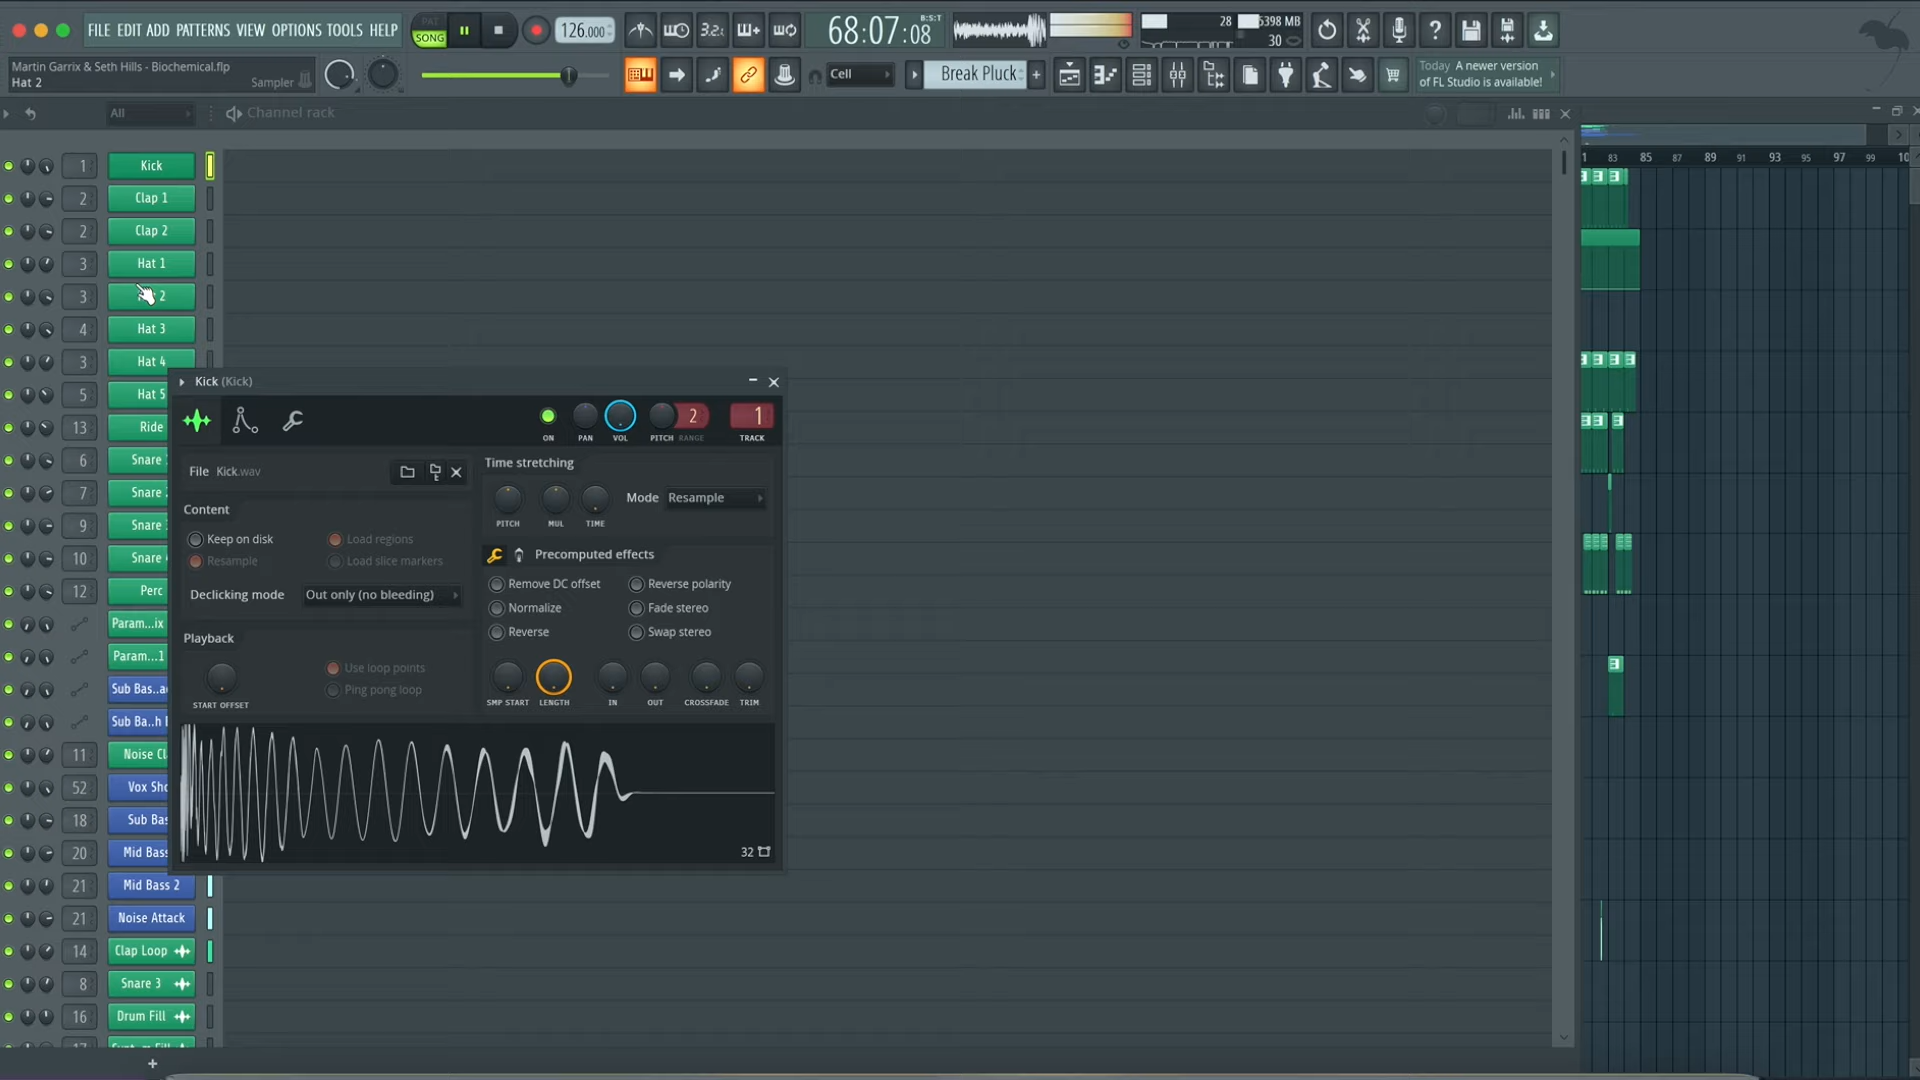 FILE EDIT ADD PATTERNS VIEW OPTIONS TOOLS HELP
PAT
SONG
126.000
3.2
68:07:08
B:S:T
28
5398 MB
30
Martin Garrix & Seth Hills - Biochemical.flp
Hat 2
Sampler
Cell
Break Pluck
Today A newer version
of FL Studio is available!
All
Channel rack
1 Kick
2 Clap 1
2 Clap 2
3 Hat 1
3 2
4 Hat 3
3 Hat 4
5 Hat 5
13 Ride
6 Snare
7 Snare
9 Snare
10 Snare
12 Perc
Param...ix
Param...1
Sub Bas..
Sub Ba..h
11 Noise Cl
52 Vox Sho
18 Sub Bas
20 Mid Bass
21 Mid Bass 2
21 Noise Attack
14 Clap Loop
8 Snare 3
16 Drum Fill
Kick (Kick)
ON PAN VOL PITCH RANGE 2 TRACK 1
File Kick.wav
Content
Keep on disk
Load regions
Resample
Load slice markers
Declicking mode Out only (no bleeding)
Playback
START OFFSET
Use loop points
Ping pong loop
Time stretching
PITCH MUL TIME
Mode Resample
Precomputed effects
Remove DC offset
Reverse polarity
Normalize
Fade stereo
Reverse
Swap stereo
SMP START LENGTH IN OUT CROSSFADE TRIM
32
1 83 85 87 89 91 93 95 97 99 10